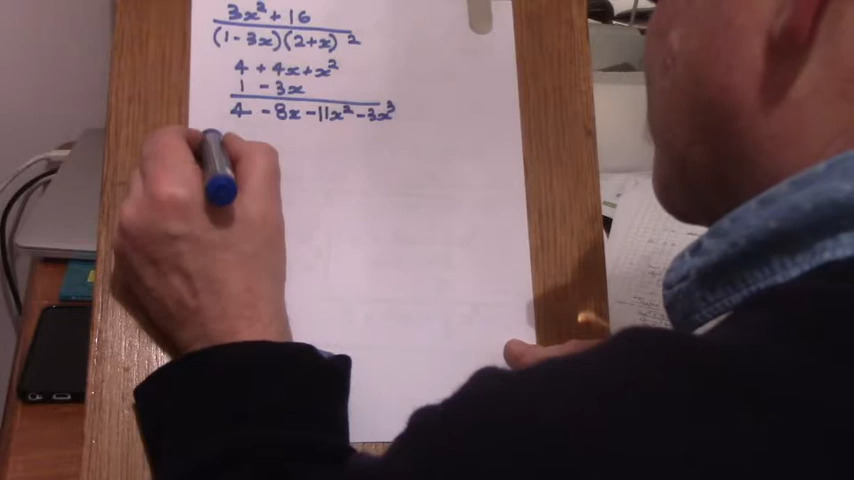 3x² + 16
(1 - 3x)(2 + x)²
4 + 4x + x²
1 - 3x
4 - 8x - 11x² - 3x³